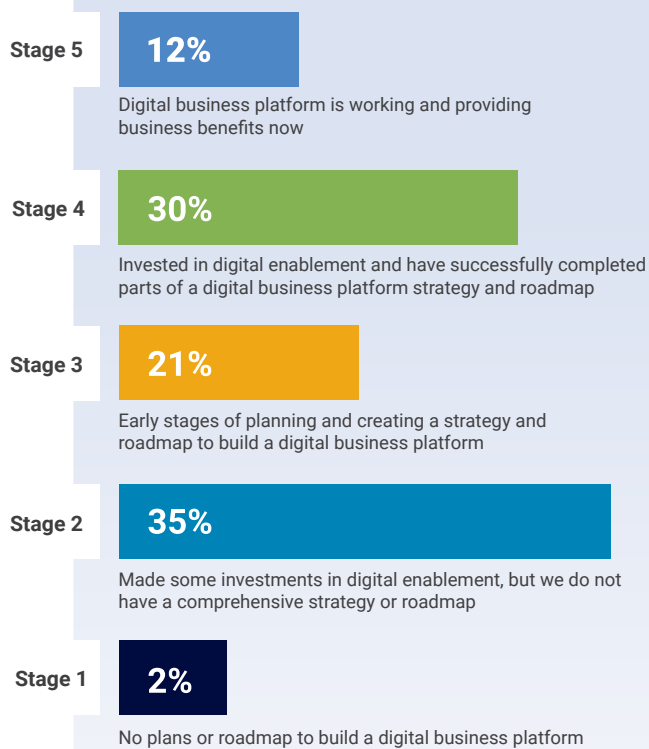 Stage 5
12%
Digital business platform is working and providing
business benefits now
Stage 4
30%
Invested in digital enablement and have successfully completed
parts of a digital business platform strategy and roadmap
Stage 3
21%
Early stages of planning and creating a strategy and
roadmap to build a digital business platform
Stage 2
35%
Made some investments in digital enablement, but we do not
have a comprehensive strategy or roadmap
Stage 1
2%
No plans or roadmap to build a digital business platform